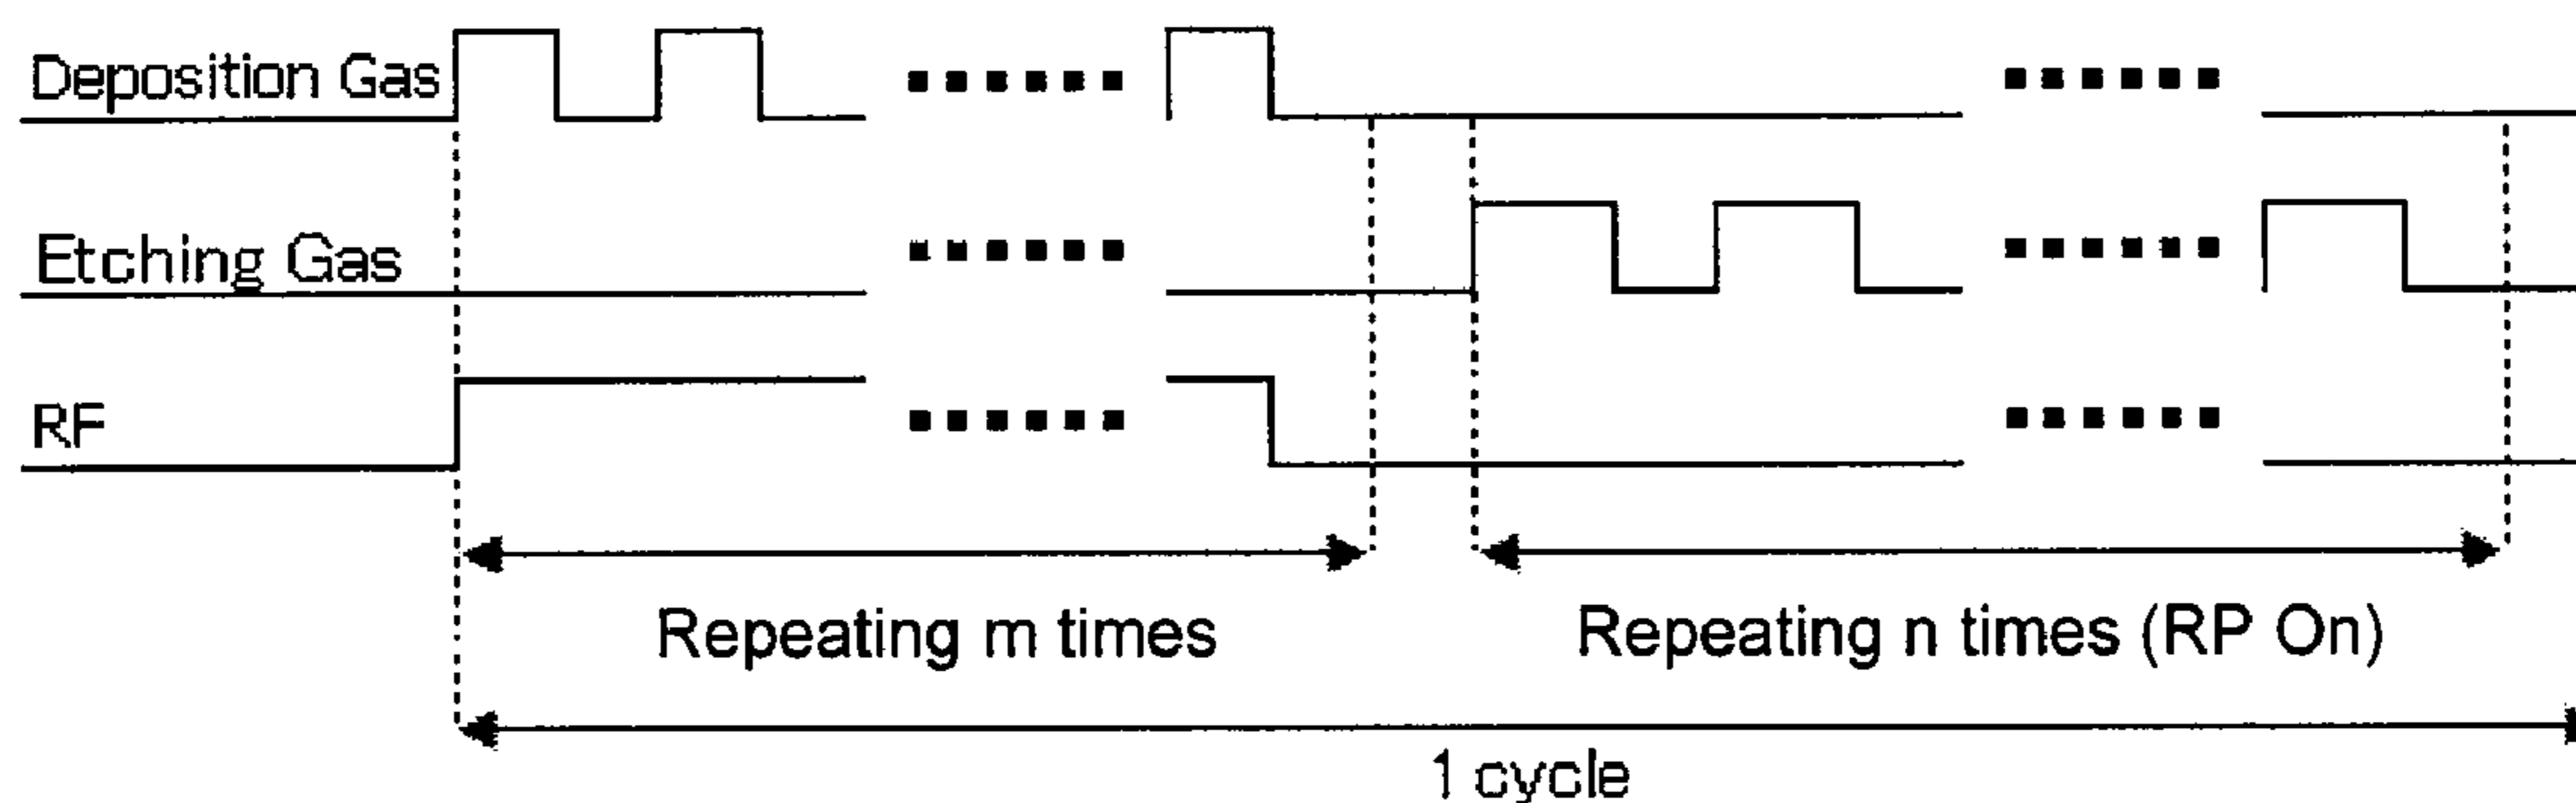 Deposition Gas
Etching Gas
RF
Repeating m times
Repeating n times (RP On)
1 cycle